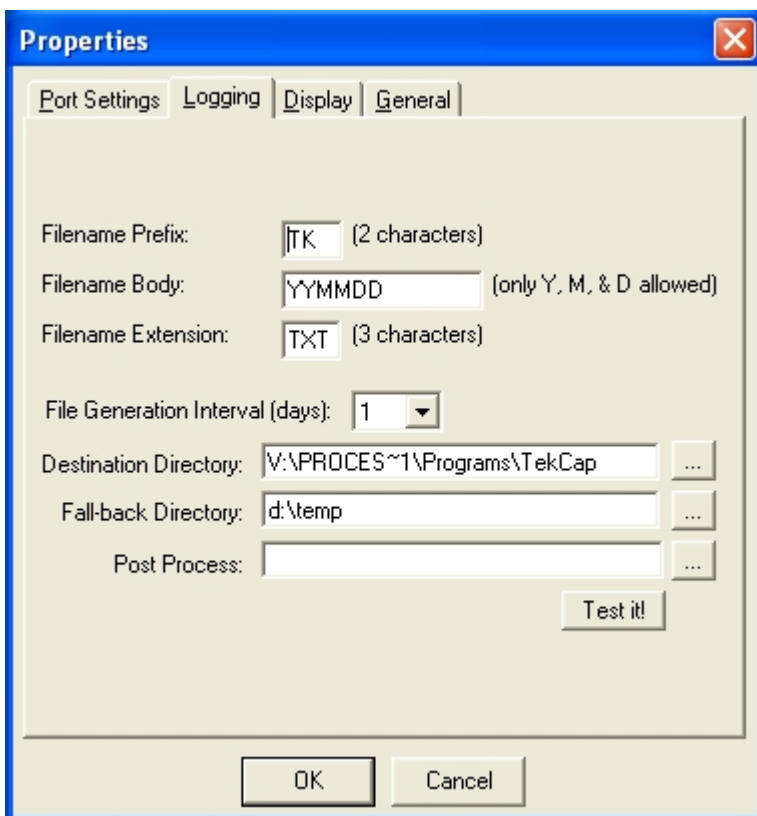 Properties
Port Settings Logging Display General
Filename Prefix: TK (2 characters)
Filename Body: YYMMDD (only Y, M, & D allowed)
Filename Extension: TXT (3 characters)
File Generation Interval (days): 1
Destination Directory: V:\PROCES~1\Programs\TekCap ...
Fall-back Directory: d:\temp ...
Post Process: ...
Test it!
OK Cancel